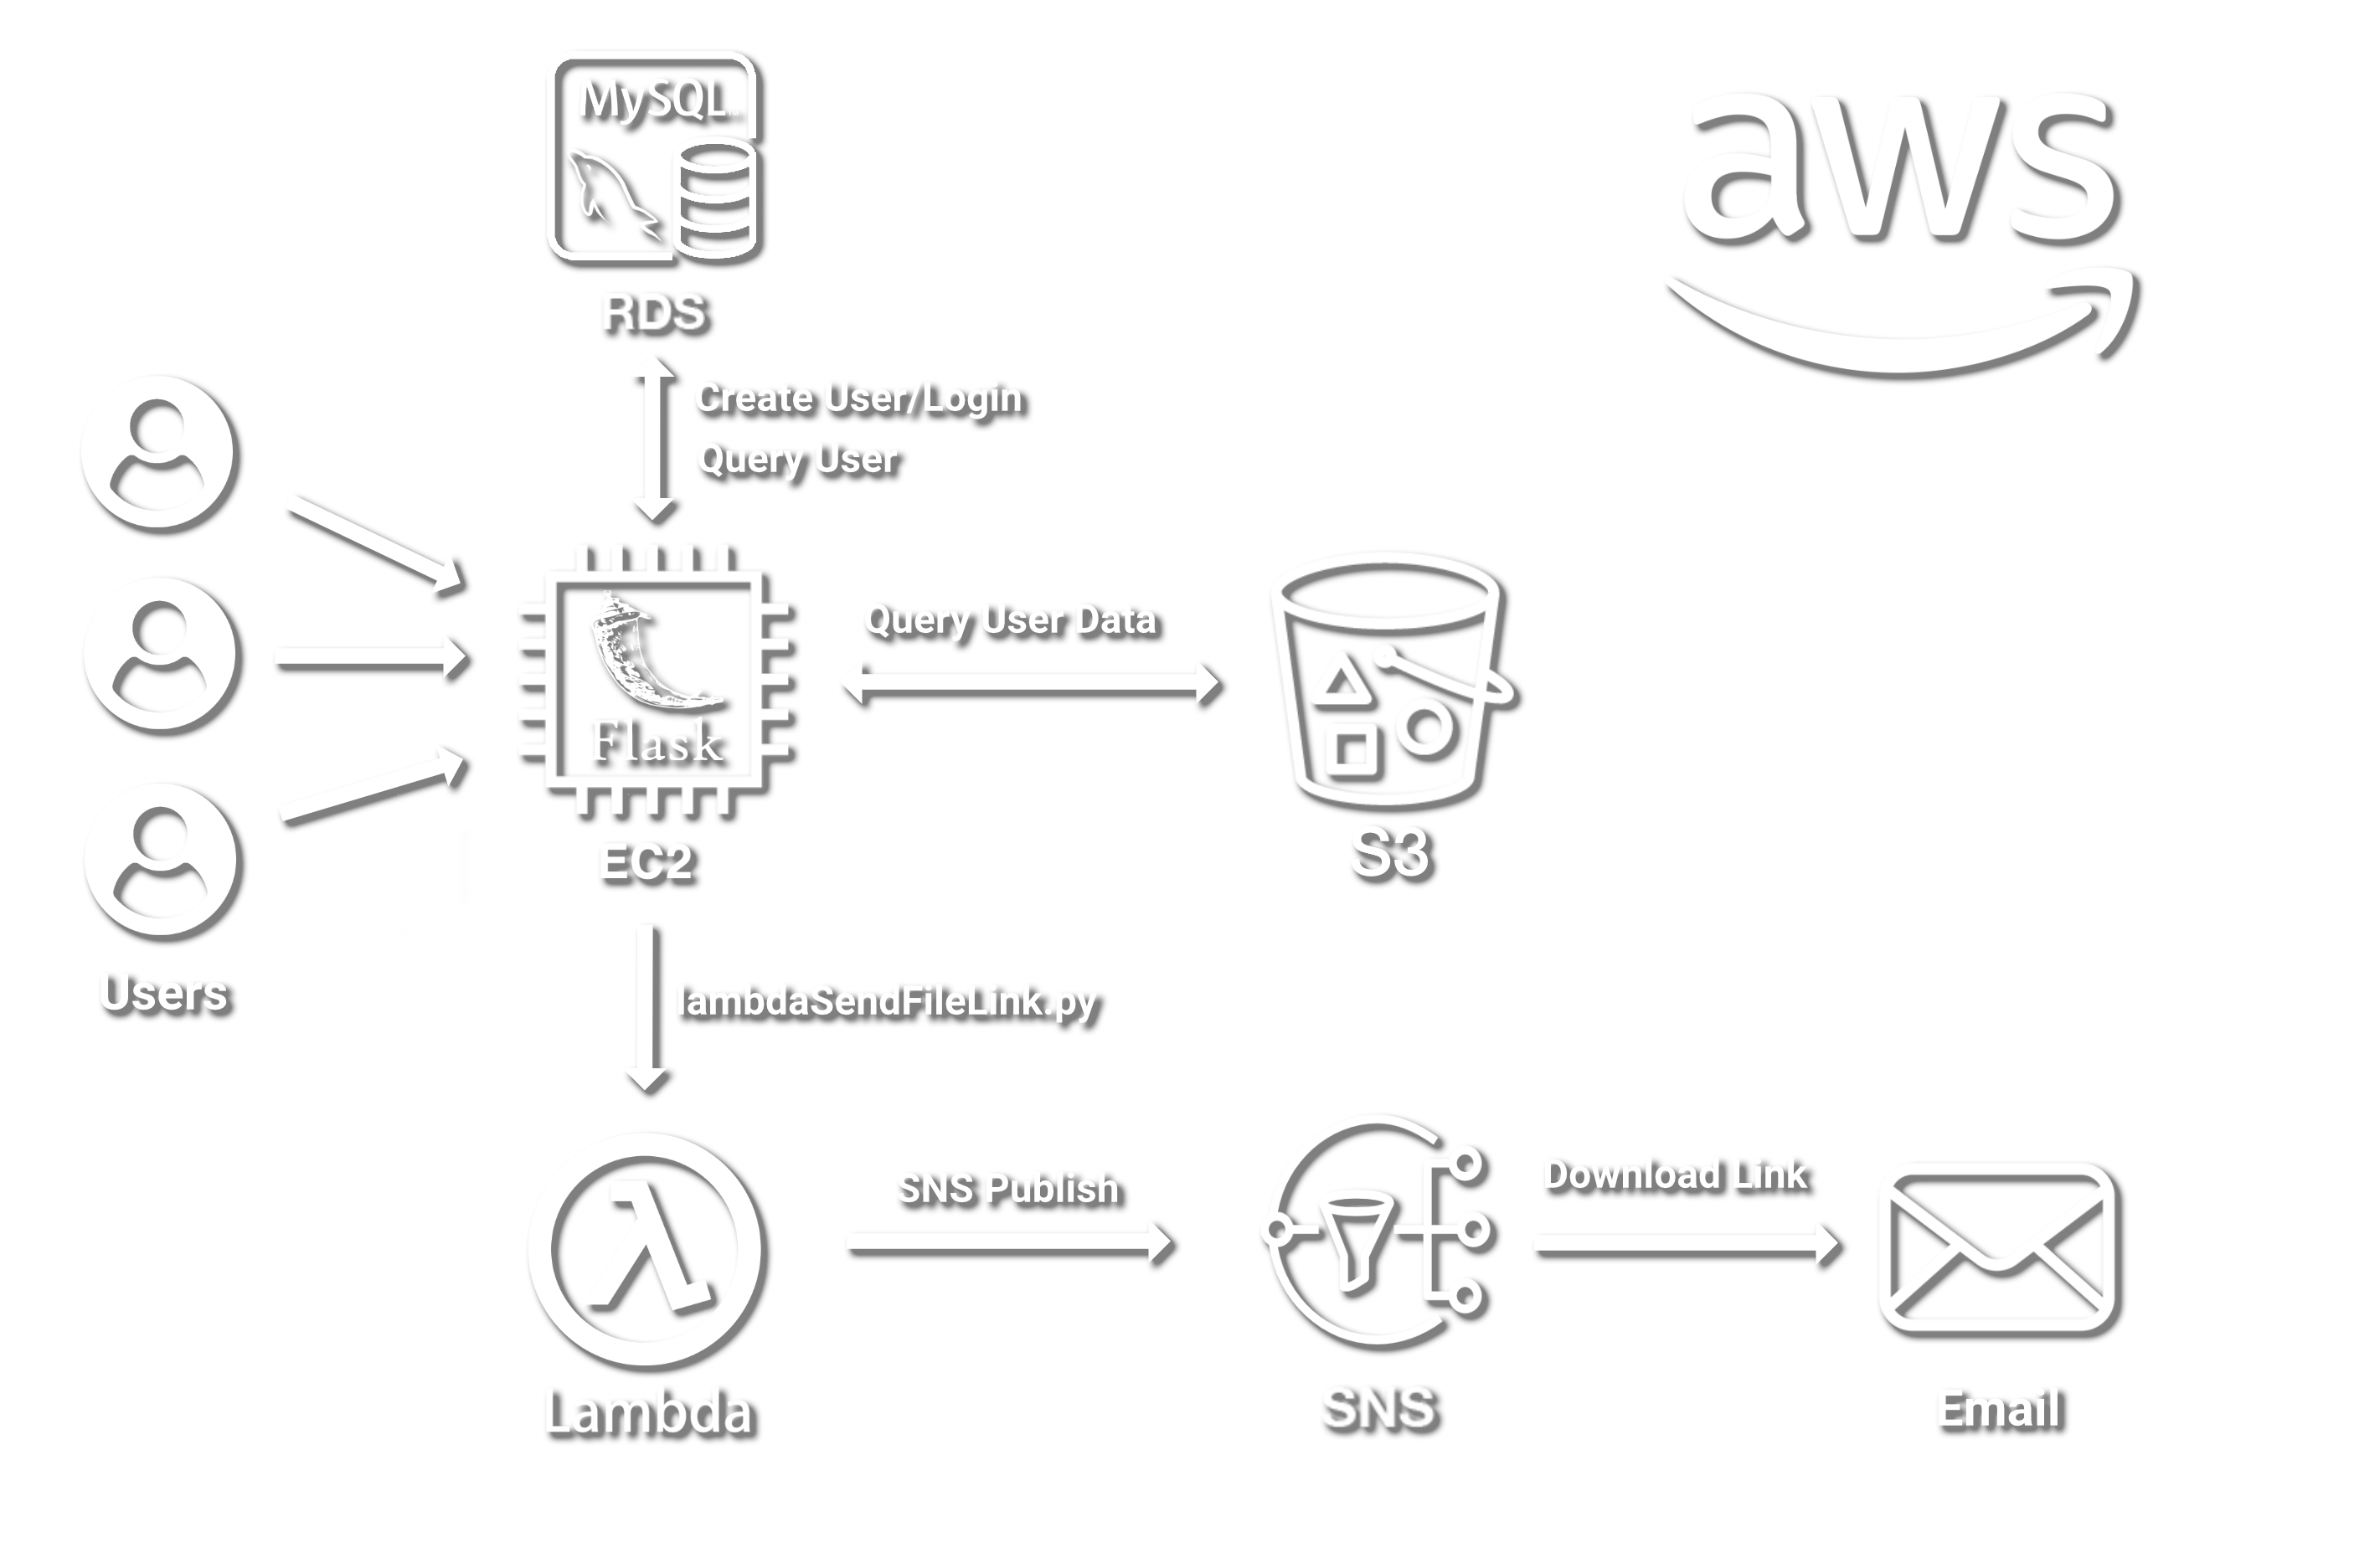 MySQL
RDS
aws
Create User/Login
Query User
Query User Data
Flask
EC2
S3
Users
lambdaSendFileLink.py
SNS Publish
Download Link
Lambda
SNS
Email